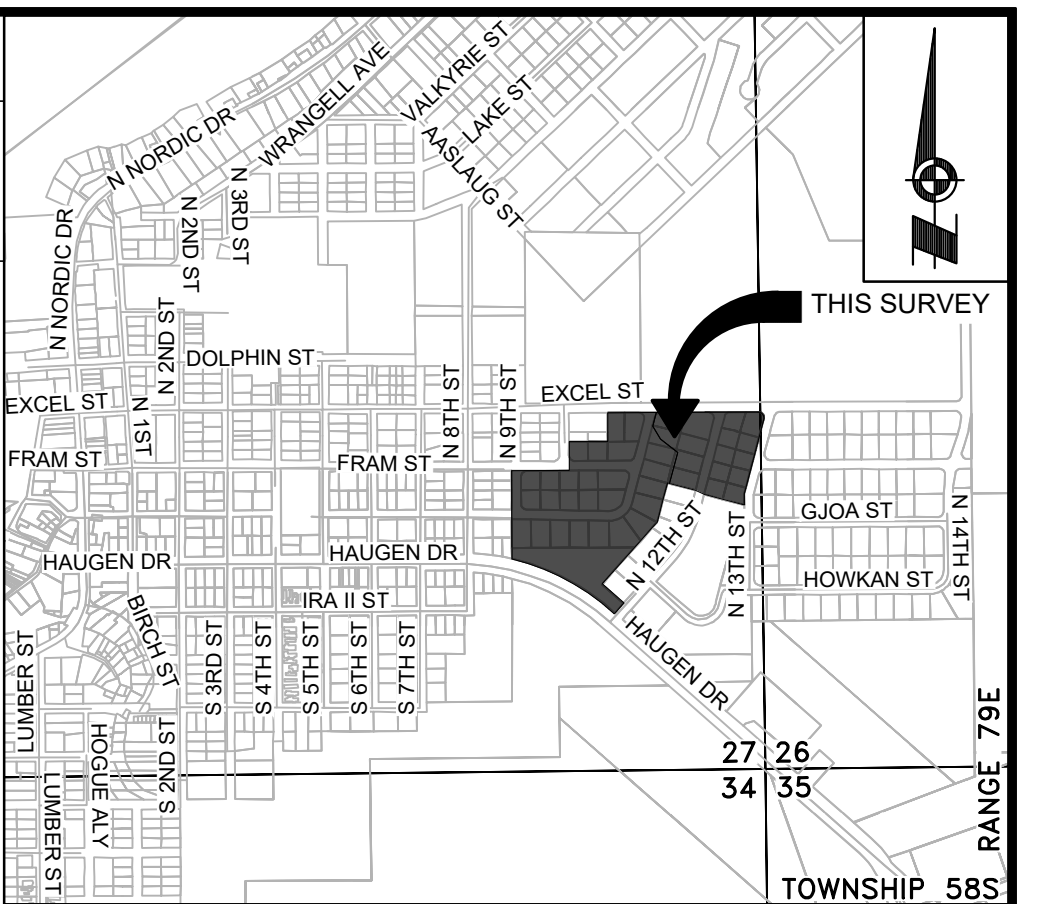 VALKYRIE ST
WRANGELL AVE
LAKE ST
N NORDIC DR
AASLAUG ST
N 3RD ST
N 2ND ST
N NORDIC DR
N
THIS SURVEY
N 2ND ST
DOLPHIN ST
N 8TH ST
N 9TH ST
EXCEL ST
EXCEL ST
N 1ST
FRAM ST
FRAM ST
GJOA ST
N 14TH ST
N 12TH ST
N 13TH ST
HAUGEN DR
HAUGEN DR
HOWKAN ST
IRA II ST
BIRCH ST
LUMBER ST
S 3RD ST
S 4TH ST
S 5TH ST
S 6TH ST
S 7TH ST
HAUGEN DR
S 2ND ST
HOGUE ALY
LUMBER ST
27 26
34 35
RANGE 79E
TOWNSHIP 58S